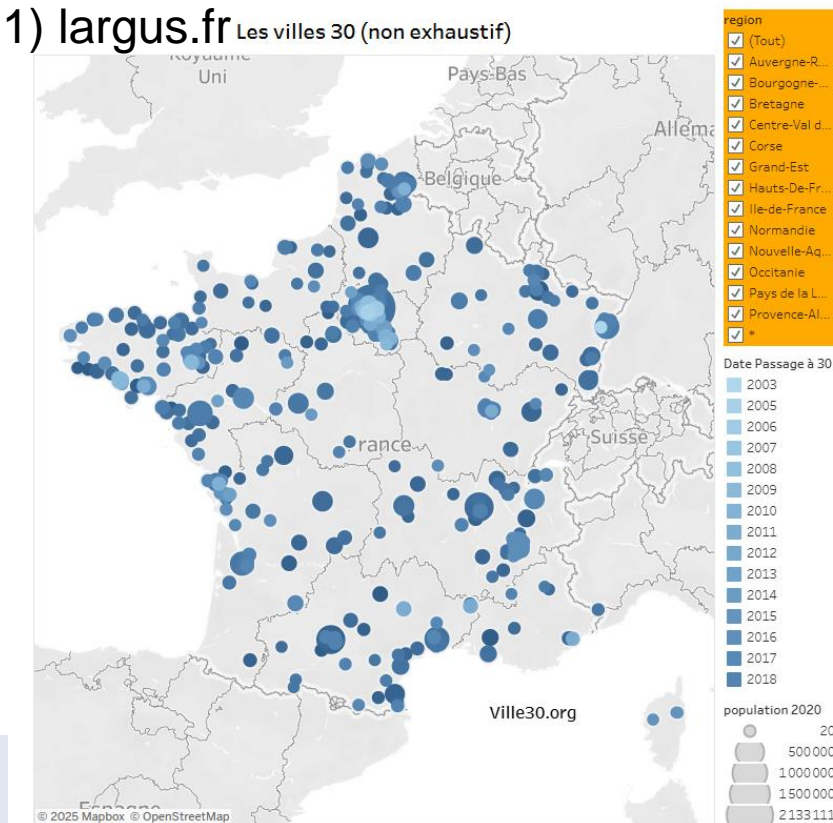 1) largus.fr Les villes 30 (non exhaustif)
Royaume
Uni
Pays-Bas
Allema
Belgique
rance
Suisse
Ville30.org
Espagne
© 2025 Mapbox © OpenStreetMap
region
(Tout)
Auvergne-R...
Bourgogne-...
Bretagne
Centre-Val d...
Corse
Grand-Est
Hauts-De-Fr...
Ile-de-France
Normandie
Nouvelle-Aq...
Occitanie
Pays de la L...
Provence-Al...
*
Date Passage à 30
2003
2005
2006
2007
2008
2009
2010
2011
2012
2013
2014
2015
2016
2017
2018
population 2020
20
500 000
1 000 000
1 500 000
2 133 111